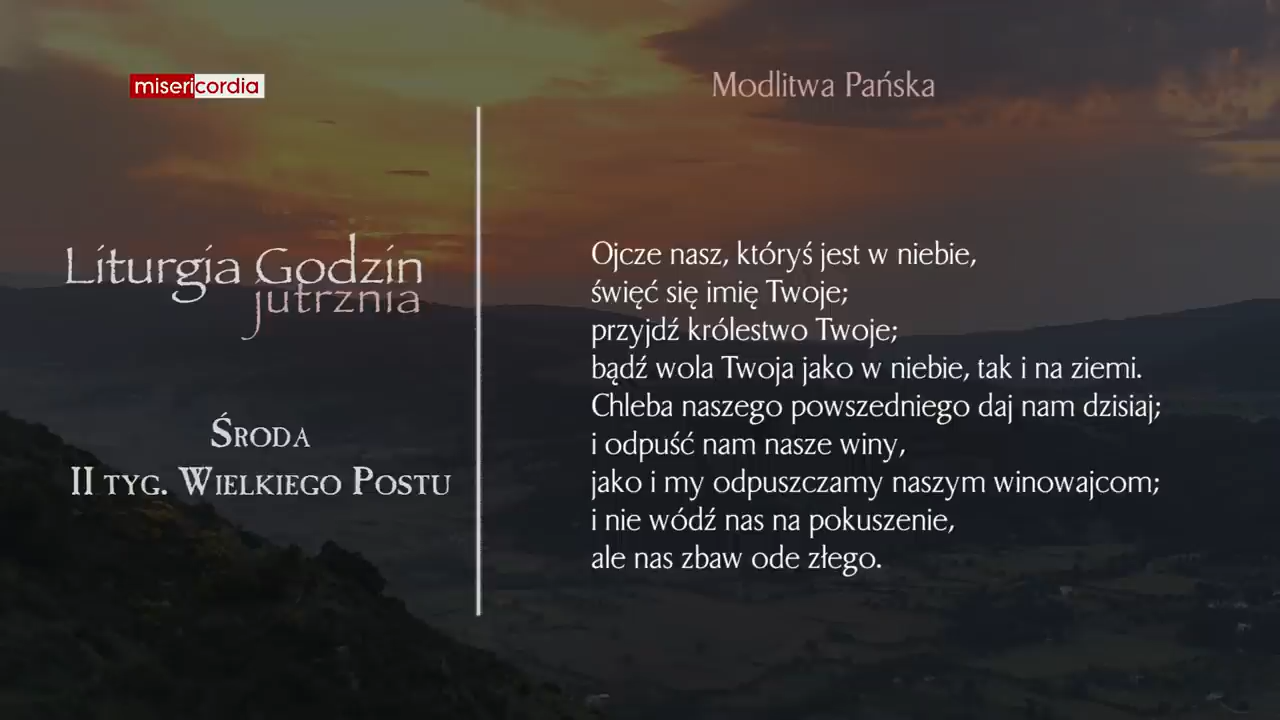 misericordia
Liturgia Godzin
jutrznia
Środa
II tyg. Wielkiego Postu
Modlitwa Pańska
Ojcze nasz, któryś jest w niebie,
święć się imię Twoje;
przyjdź królestwo Twoje;
bądź wola Twoja jako w niebie, tak i na ziemi.
Chleba naszego powszedniego daj nam dzisiaj;
i odpuść nam nasze winy,
jako i my odpuszczamy naszym winowajcom;
i nie wódź nas na pokuszenie,
ale nas zbaw ode złego.